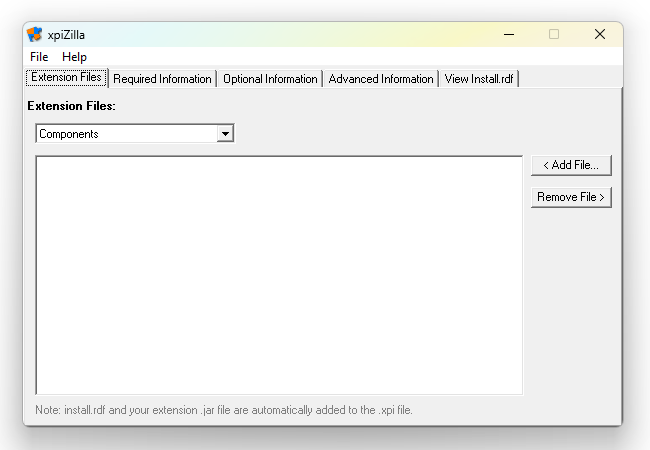 xpiZilla
File Help
Extension Files Required Information Optional Information Advanced Information View Install.rdf
Extension Files:
Components
< Add File...
Remove File >
Note: install.rdf and your extension .jar file are automatically added to the .xpi file.